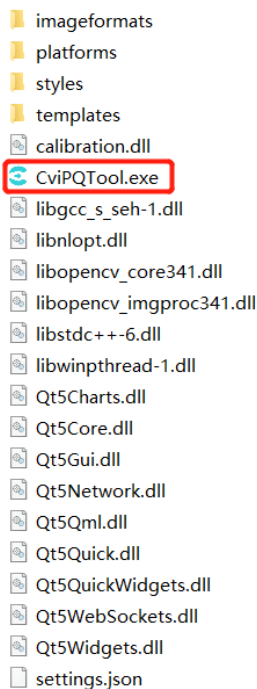 imageformats
platforms
styles
templates
calibration.dll
CviPQTool.exe
libgcc_s_seh-1.dll
libnlopt.dll
libopencv_core341.dll
libopencv_imgproc341.dll
libstdc++-6.dll
libwinpthread-1.dll
Qt5Charts.dll
Qt5Core.dll
Qt5Gui.dll
Qt5Network.dll
Qt5Qml.dll
Qt5Quick.dll
Qt5QuickWidgets.dll
Qt5WebSockets.dll
Qt5Widgets.dll
settings.json